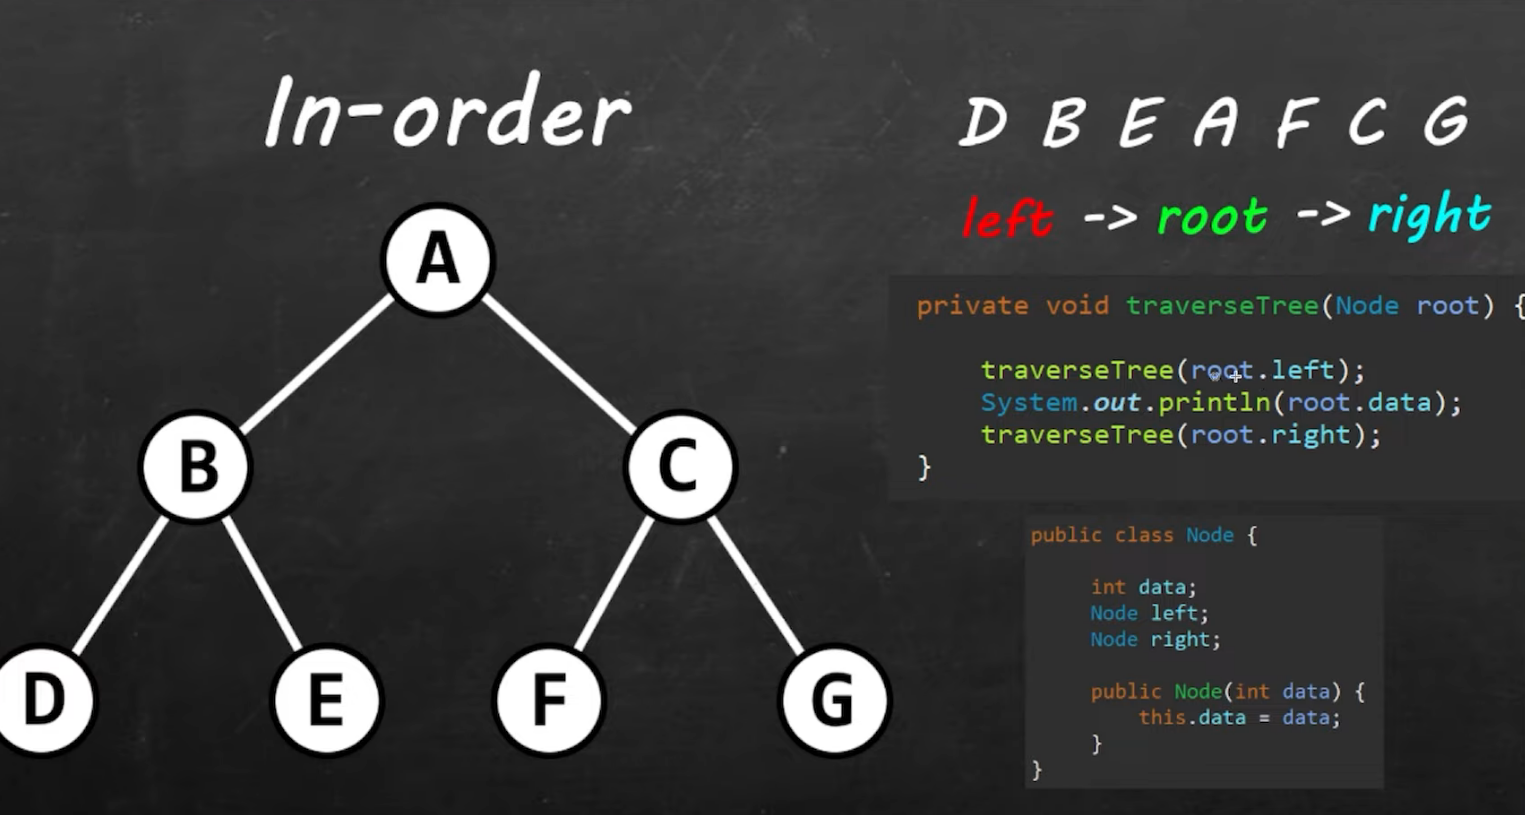 In-order
D B E A F C G
left -> root -> right
A
B C
D E F G
private void traverseTree(Node root) {
traverseTree(root.left);
System.out.println(root.data);
traverseTree(root.right);
}
public class Node {
int data;
Node left;
Node right;
public Node(int data) {
this.data = data;
}
}